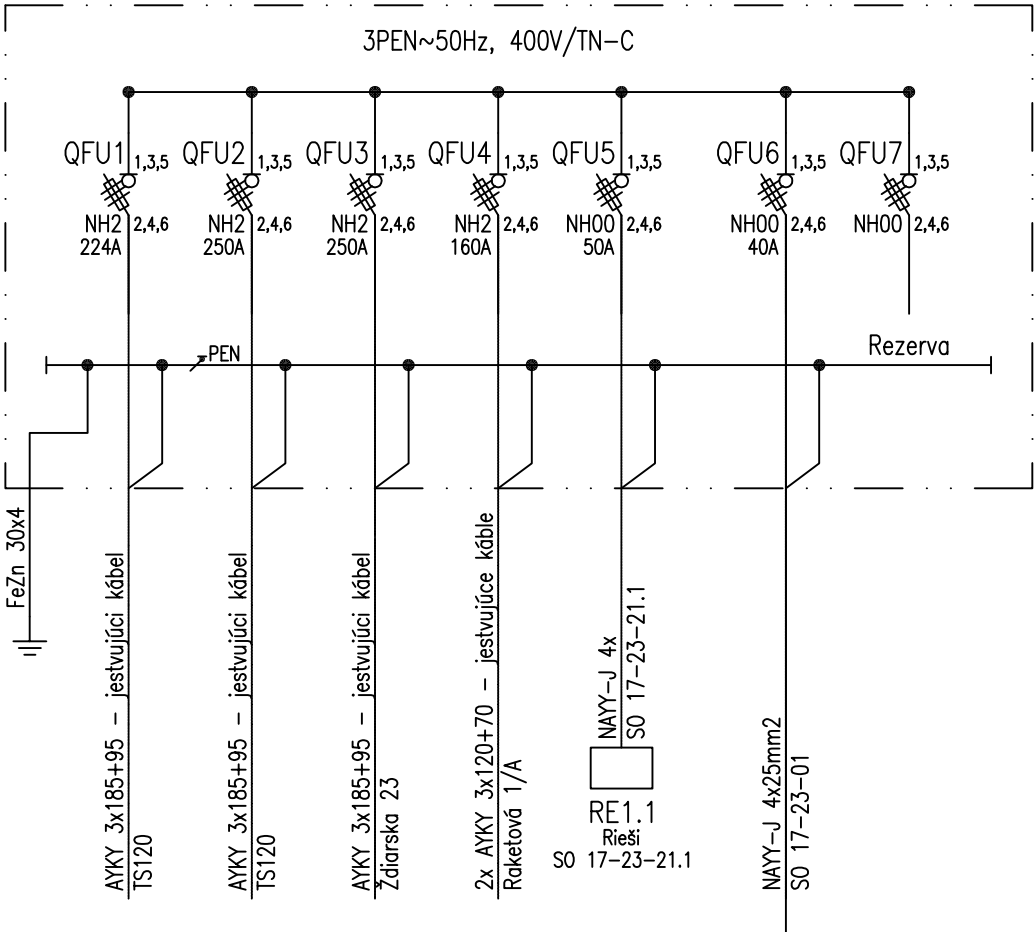 3PEN~50Hz, 400V/TN-C
QFU1 1,3,5
NH2 2,4,6
224A
QFU2 1,3,5
NH2 2,4,6
250A
QFU3 1,3,5
NH2 2,4,6
250A
QFU4 1,3,5
NH2 2,4,6
160A
QFU5 1,3,5
NH00 2,4,6
50A
QFU6 1,3,5
NH00 2,4,6
40A
QFU7 1,3,5
NH00 2,4,6
PEN
Rezerva
FeZn 30x4
AYKY 3x185+95 - jestvujúci kábel
TS120
AYKY 3x185+95 - jestvujúci kábel
TS120
AYKY 3x185+95 - jestvujúci kábel
Ždiarska 23
2x AYKY 3x120+70 - jestvujúce káble
Raketová 1/A
NAYY-J 4x
SO 17-23-21.1
RE1.1
Rieši
SO 17-23-21.1
NAYY-J 4x25mm2
SO 17-23-01